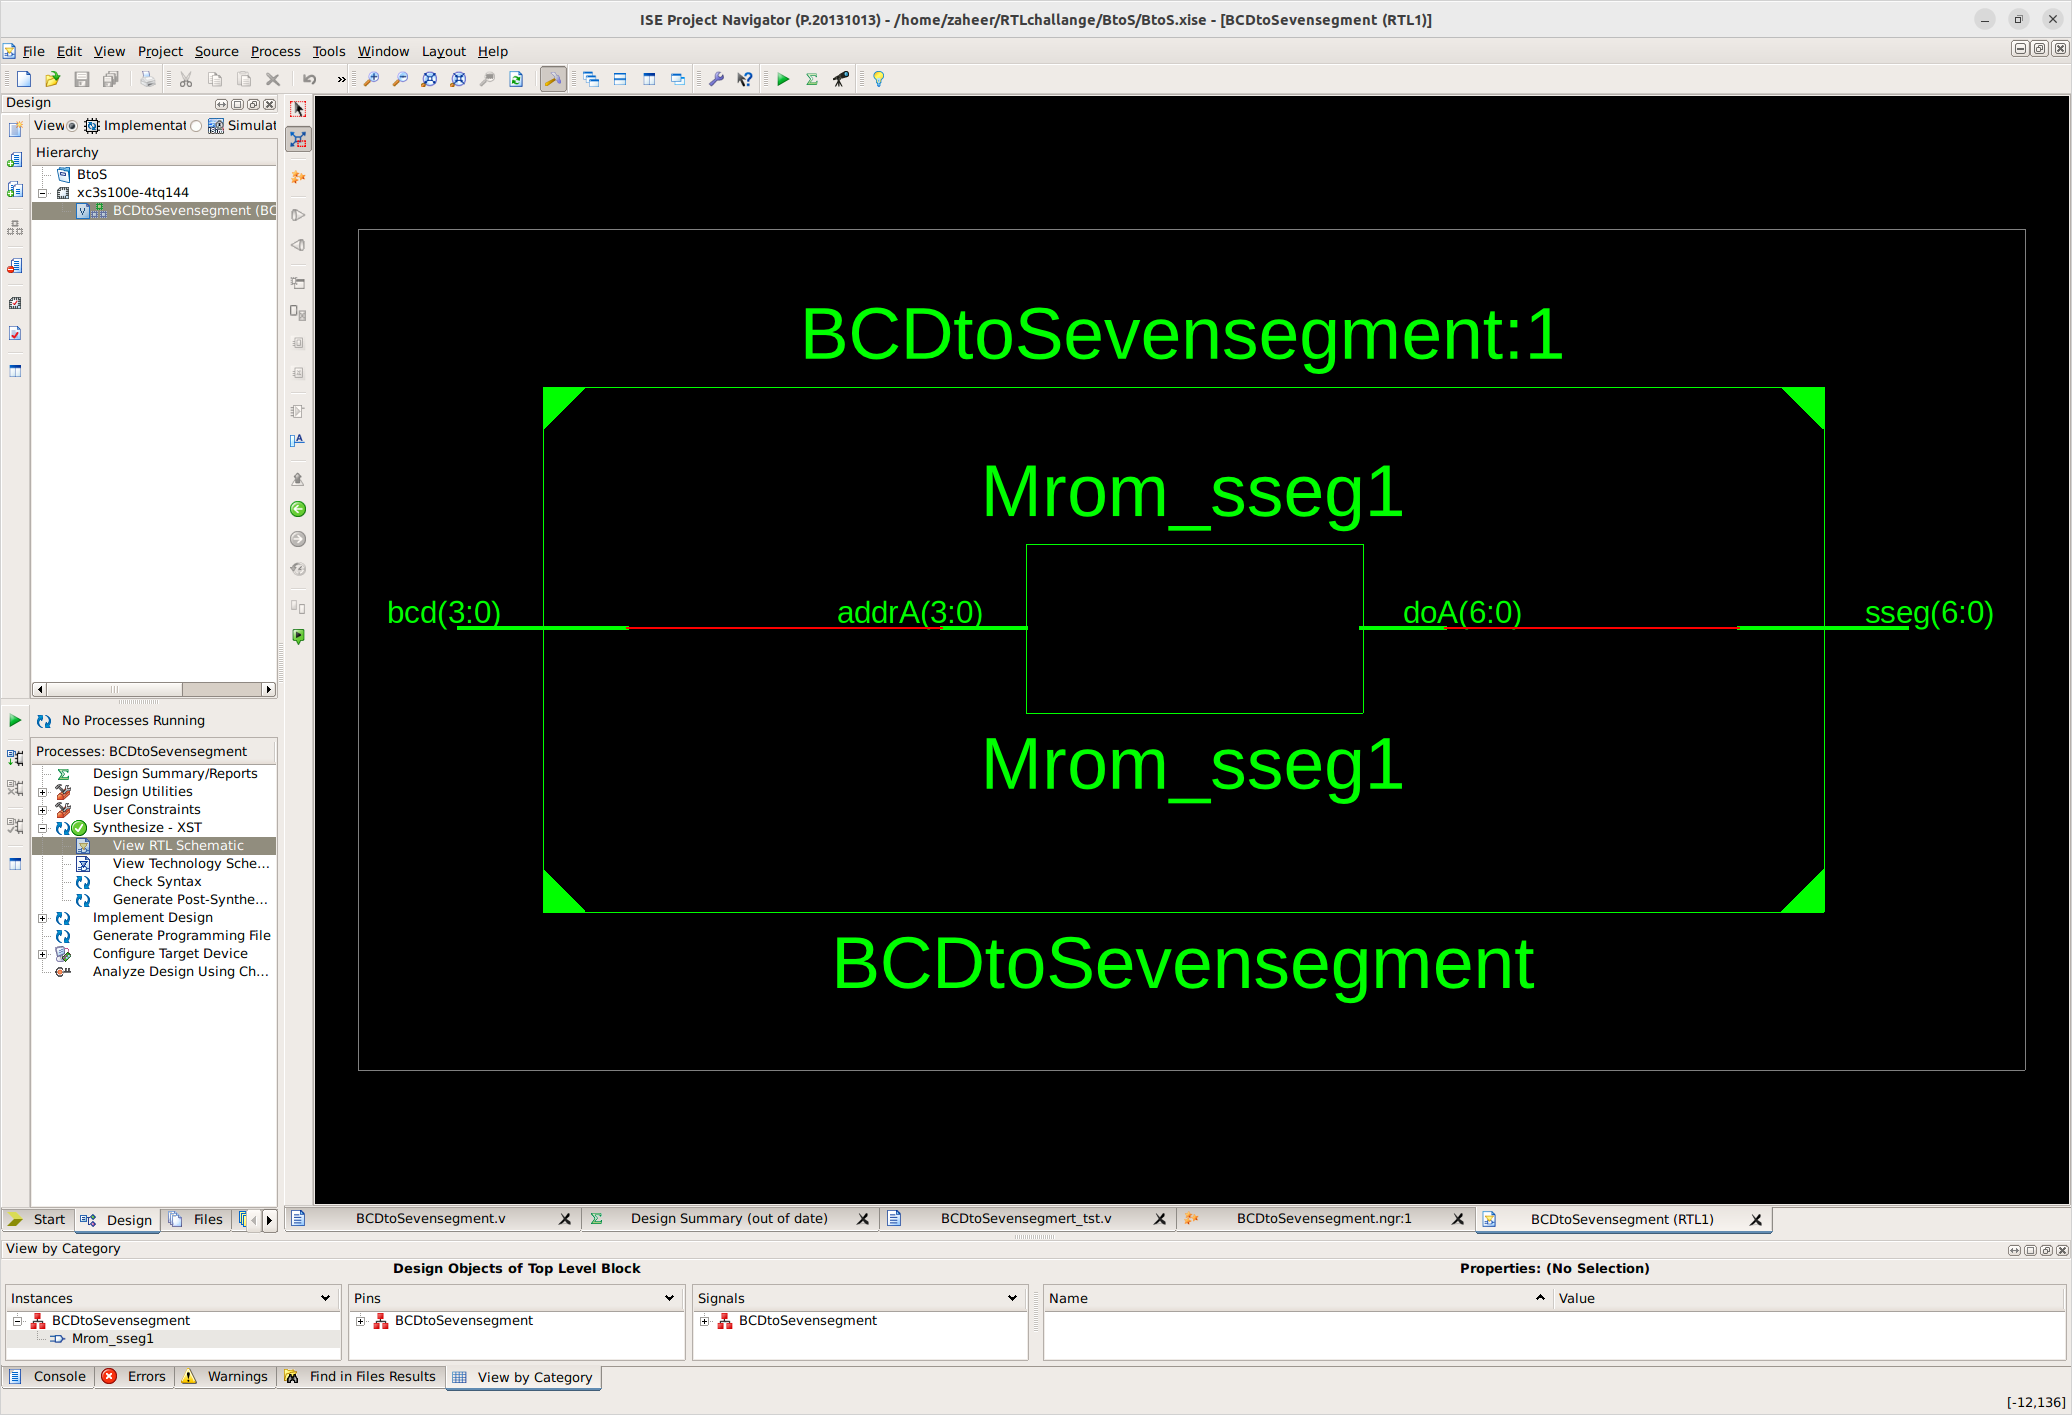 ISE Project Navigator (P.20131013) - /home/zaheer/RTLchallange/BtoS/BtoS.xise - [BCDtoSevensegment (RTL1)]
File Edit View Project Source Process Tools Window Layout Help
»
Design
View Implementat Simulat
Hierarchy
BtoS
xc3s100e-4tq144
BCDtoSevensegment (BC
No Processes Running
Processes: BCDtoSevensegment
Design Summary/Reports
Design Utilities
User Constraints
Synthesize - XST
View RTL Schematic
View Technology Sche...
Check Syntax
Generate Post-Synthe...
Implement Design
Generate Programming File
Configure Target Device
Analyze Design Using Ch...
Start Design Files
BCDtoSevensegment:1
Mrom_sseg1
bcd(3:0) addrA(3:0) doA(6:0) sseg(6:0)
Mrom_sseg1
BCDtoSevensegment
BCDtoSevensegment.v Design Summary (out of date) BCDtoSevensegmert_tst.v BCDtoSevensegment.ngr:1 BCDtoSevensegment (RTL1)
View by Category
Design Objects of Top Level Block Properties: (No Selection)
Instances Pins Signals Name Value
BCDtoSevensegment BCDtoSevensegment BCDtoSevensegment
Mrom_sseg1
Console Errors Warnings Find in Files Results View by Category
[-12,136]